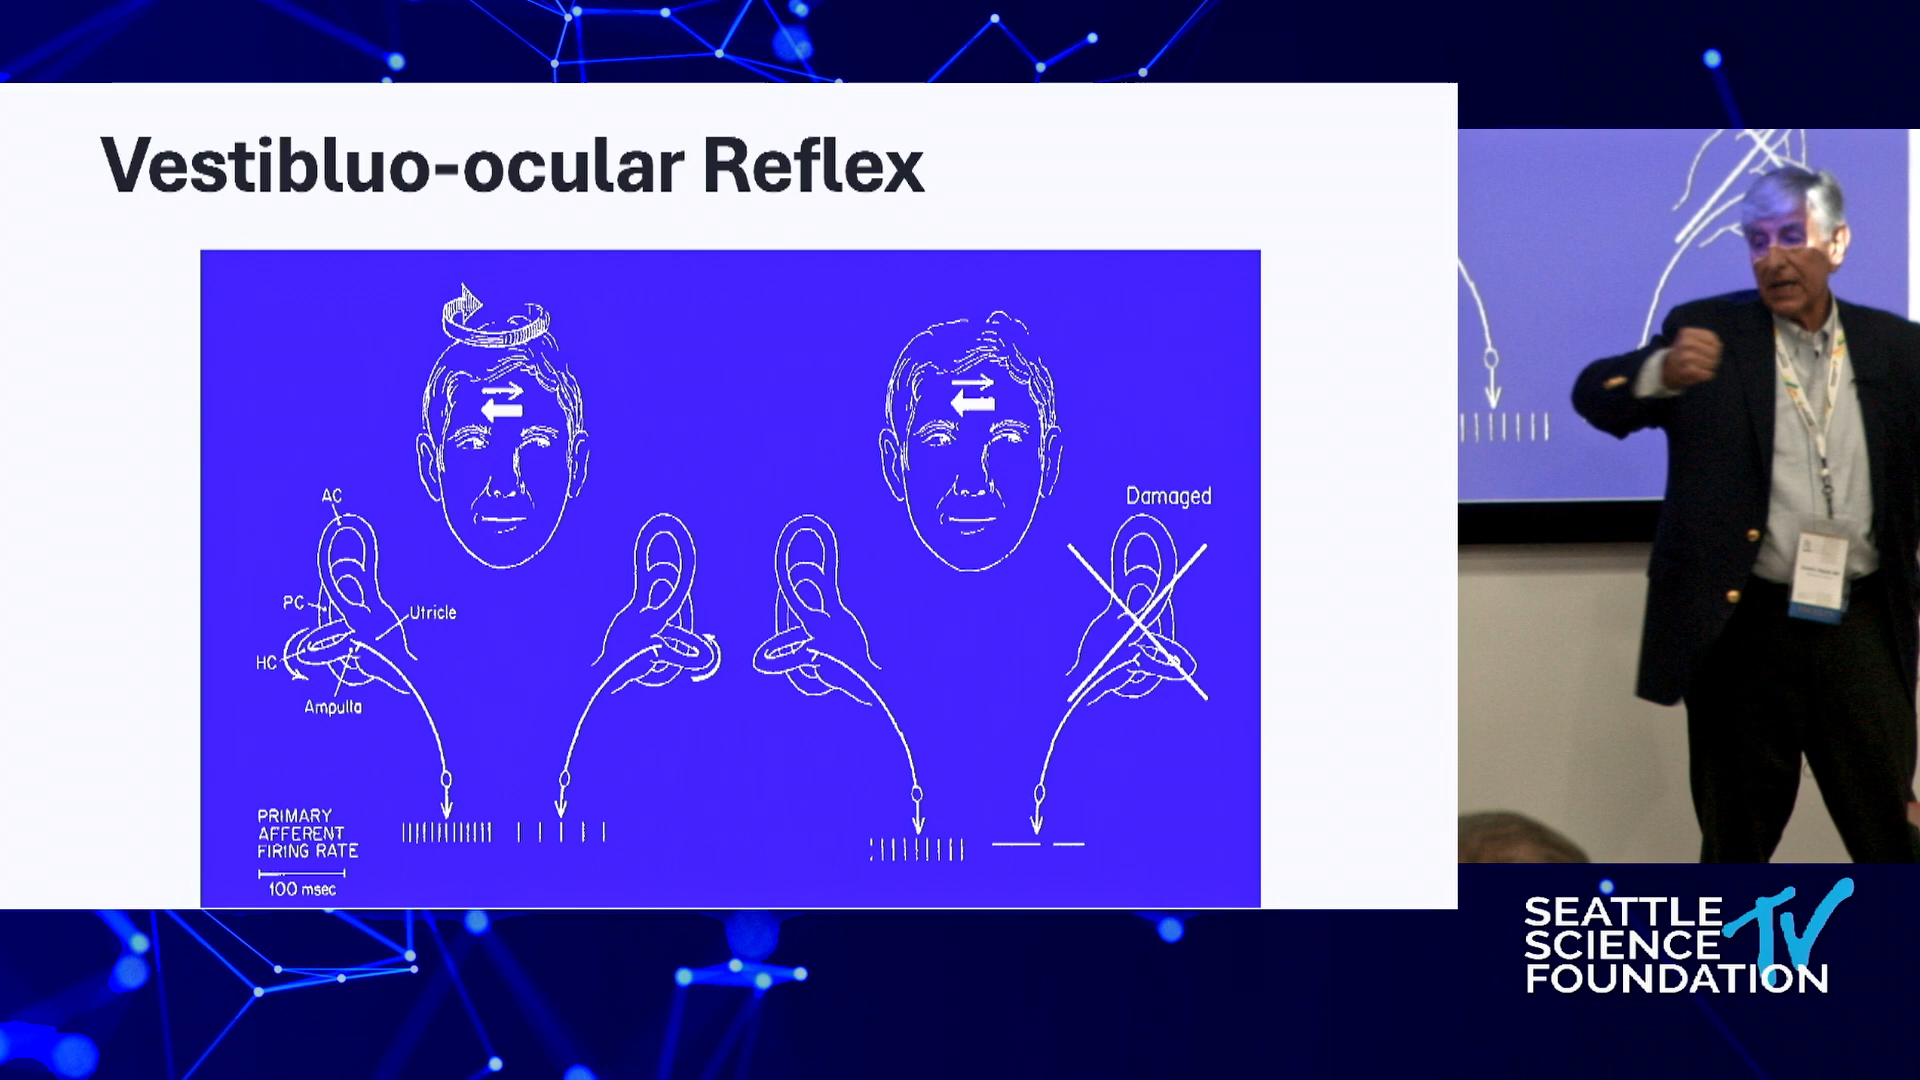 Vestibluo-ocular Reflex
AC
PC
Utricle
HC
Ampulla
Damaged
PRIMARY
AFFERENT
FIRING RATE
100 msec
SEATTLE
SCIENCE
FOUNDATION
TV